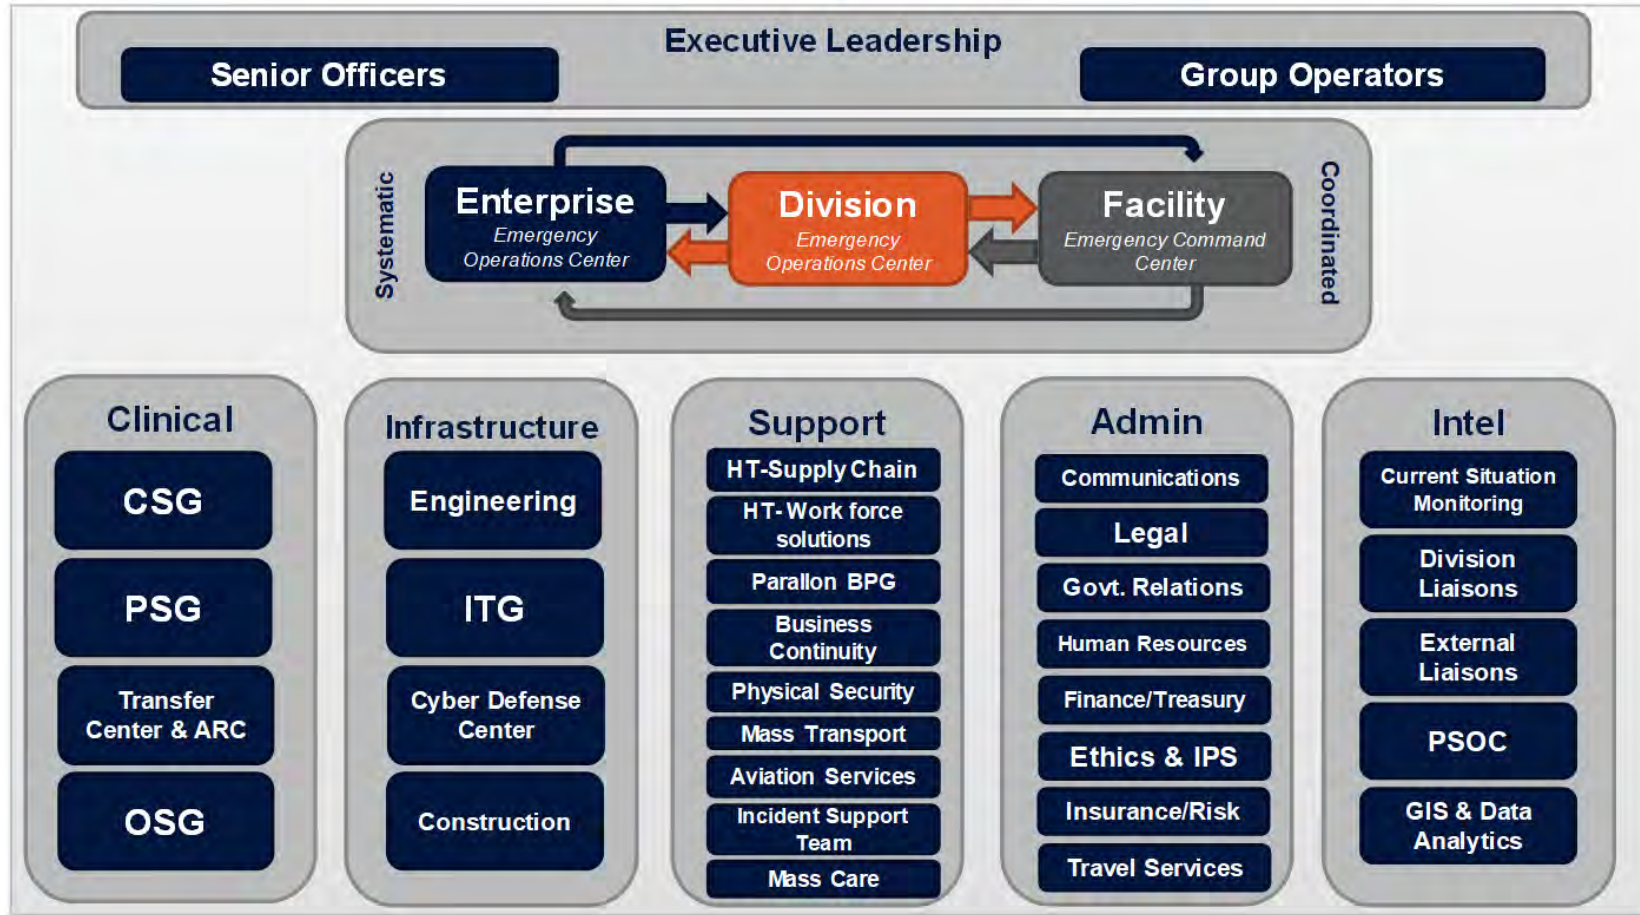 Executive Leadership
Senior Officers
Group Operators
Systematic
Enterprise
Emergency
Operations Center
Division
Emergency
Operations Center
Facility
Emergency Command
Center
Coordinated
Clinical
CSG
PSG
Transfer
Center & ARC
OSG
Infrastructure
Engineering
ITG
Cyber Defense
Center
Construction
Support
HT-Supply Chain
HT- Work force
solutions
Parallon BPG
Business
Continuity
Physical Security
Mass Transport
Aviation Services
Incident Support
Team
Mass Care
Admin
Communications
Legal
Govt. Relations
Human Resources
Finance/Treasury
Ethics & IPS
Insurance/Risk
Travel Services
Intel
Current Situation
Monitoring
Division
Liaisons
External
Liaisons
PSOC
GIS & Data
Analytics